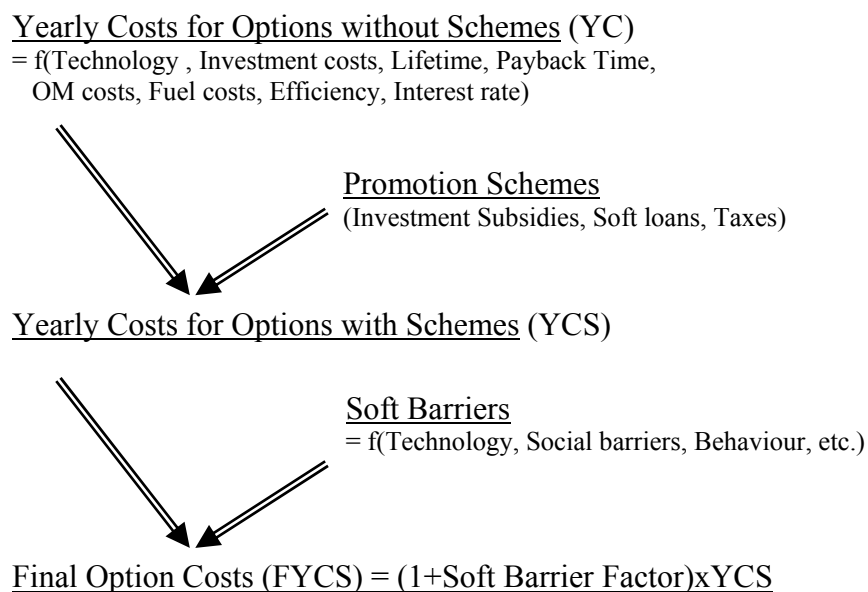 Yearly Costs for Options without Schemes (YC)
= f(Technology , Investment costs, Lifetime, Payback Time,
OM costs, Fuel costs, Efficiency, Interest rate)
Promotion Schemes
(Investment Subsidies, Soft loans, Taxes)
Yearly Costs for Options with Schemes (YCS)
Soft Barriers
= f(Technology, Social barriers, Behaviour, etc.)
Final Option Costs (FYCS) = (1+Soft Barrier Factor)xYCS